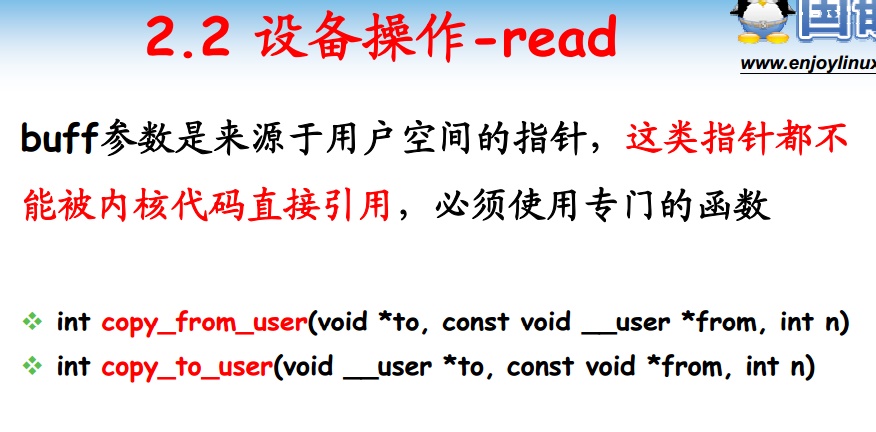 2.2 设备操作-read
www.enjoylinux
buff参数是来源于用户空间的指针，这类指针都不
能被内核代码直接引用，必须使用专门的函数
int copy_from_user(void *to, const void __user *from, int n)
int copy_to_user(void __user *to, const void *from, int n)